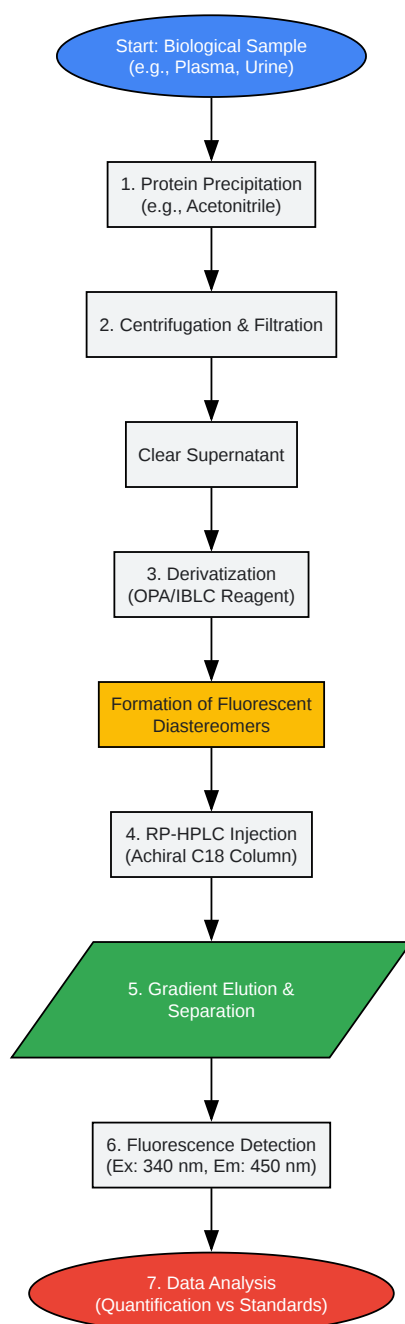 Start: Biological Sample
(e.g., Plasma, Urine)
1. Protein Precipitation
(e.g., Acetonitrile)
2. Centrifugation & Filtration
Clear Supernatant
3. Derivatization
(OPA/IBLC Reagent)
Formation of Fluorescent
Diastereomers
4. RP-HPLC Injection
(Achiral C18 Column)
5. Gradient Elution &
Separation
6. Fluorescence Detection
(Ex: 340 nm, Em: 450 nm)
7. Data Analysis
(Quantification vs Standards)